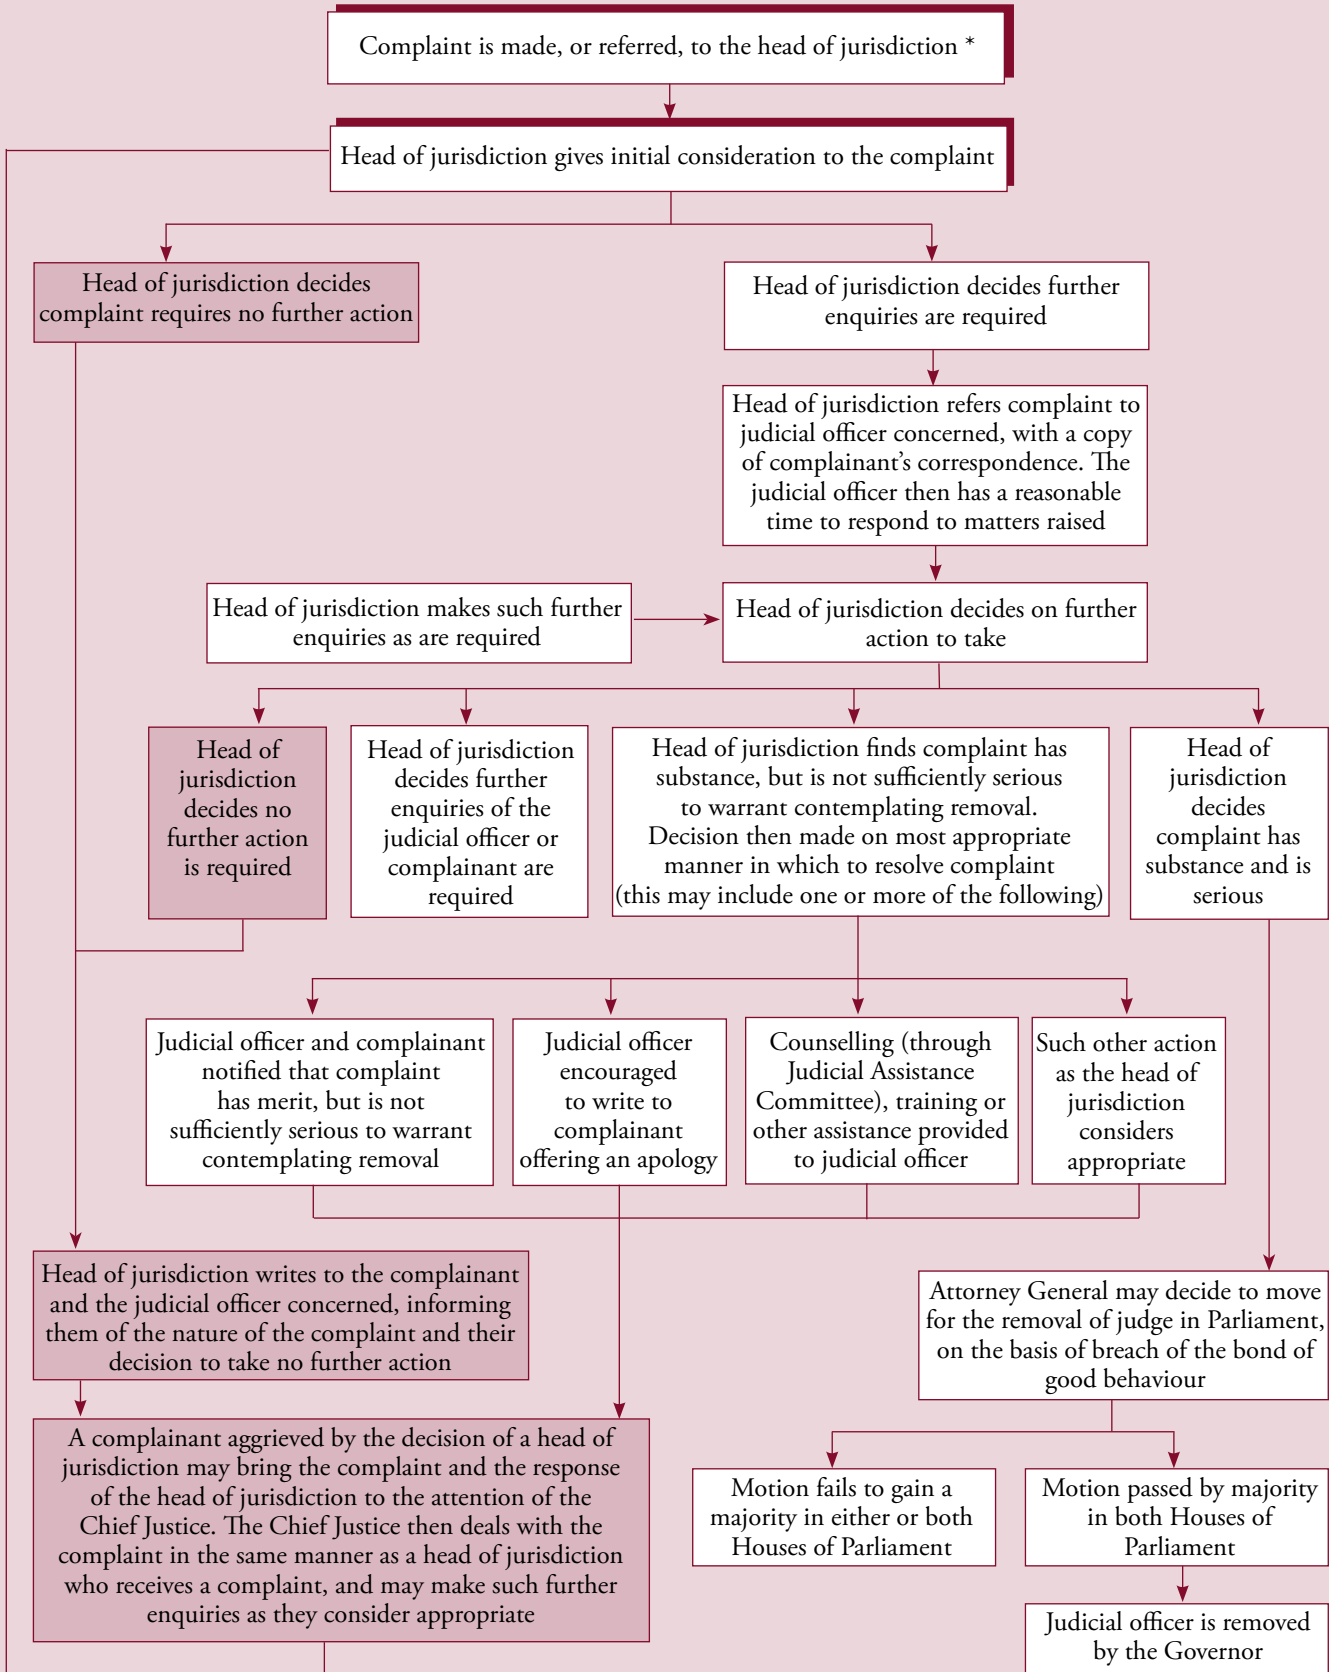 Complaint is made, or referred, to the head of jurisdiction *
Head of jurisdiction gives initial consideration to the complaint
Head of jurisdiction decides
complaint requires no further action
Head of jurisdiction decides further
enquiries are required
Head of jurisdiction refers complaint to
judicial officer concerned, with a copy
of complainant’s correspondence. The
judicial officer then has a reasonable
time to respond to matters raised
Head of jurisdiction makes such further
enquiries as are required
Head of jurisdiction decides on further
action to take
Head of
jurisdiction
decides no
further action
is required
Head of jurisdiction
decides further
enquiries of the
judicial officer or
complainant are
required
Head of jurisdiction finds complaint has
substance, but is not sufficiently serious
to warrant contemplating removal.
Decision then made on most appropriate
manner in which to resolve complaint
(this may include one or more of the following)
Head of
jurisdiction
decides
complaint has
substance and is
serious
Judicial officer and complainant
notified that complaint
has merit, but is not
sufficiently serious to warrant
contemplating removal
Judicial officer
encouraged
to write to
complainant
offering an apology
Counselling (through
Judicial Assistance
Committee), training or
other assistance provided
to judicial officer
Such other action
as the head of
jurisdiction
considers
appropriate
Head of jurisdiction writes to the complainant
and the judicial officer concerned, informing
them of the nature of the complaint and their
decision to take no further action
Attorney General may decide to move
for the removal of judge in Parliament,
on the basis of breach of the bond of
good behaviour
A complainant aggrieved by the decision of a head of
jurisdiction may bring the complaint and the response
of the head of jurisdiction to the attention of the
Chief Justice. The Chief Justice then deals with the
complaint in the same manner as a head of jurisdiction
who receives a complaint, and may make such further
enquiries as they consider appropriate
Motion fails to gain a
majority in either or both
Houses of Parliament
Motion passed by majority
in both Houses of
Parliament
Judicial officer is removed
by the Governor